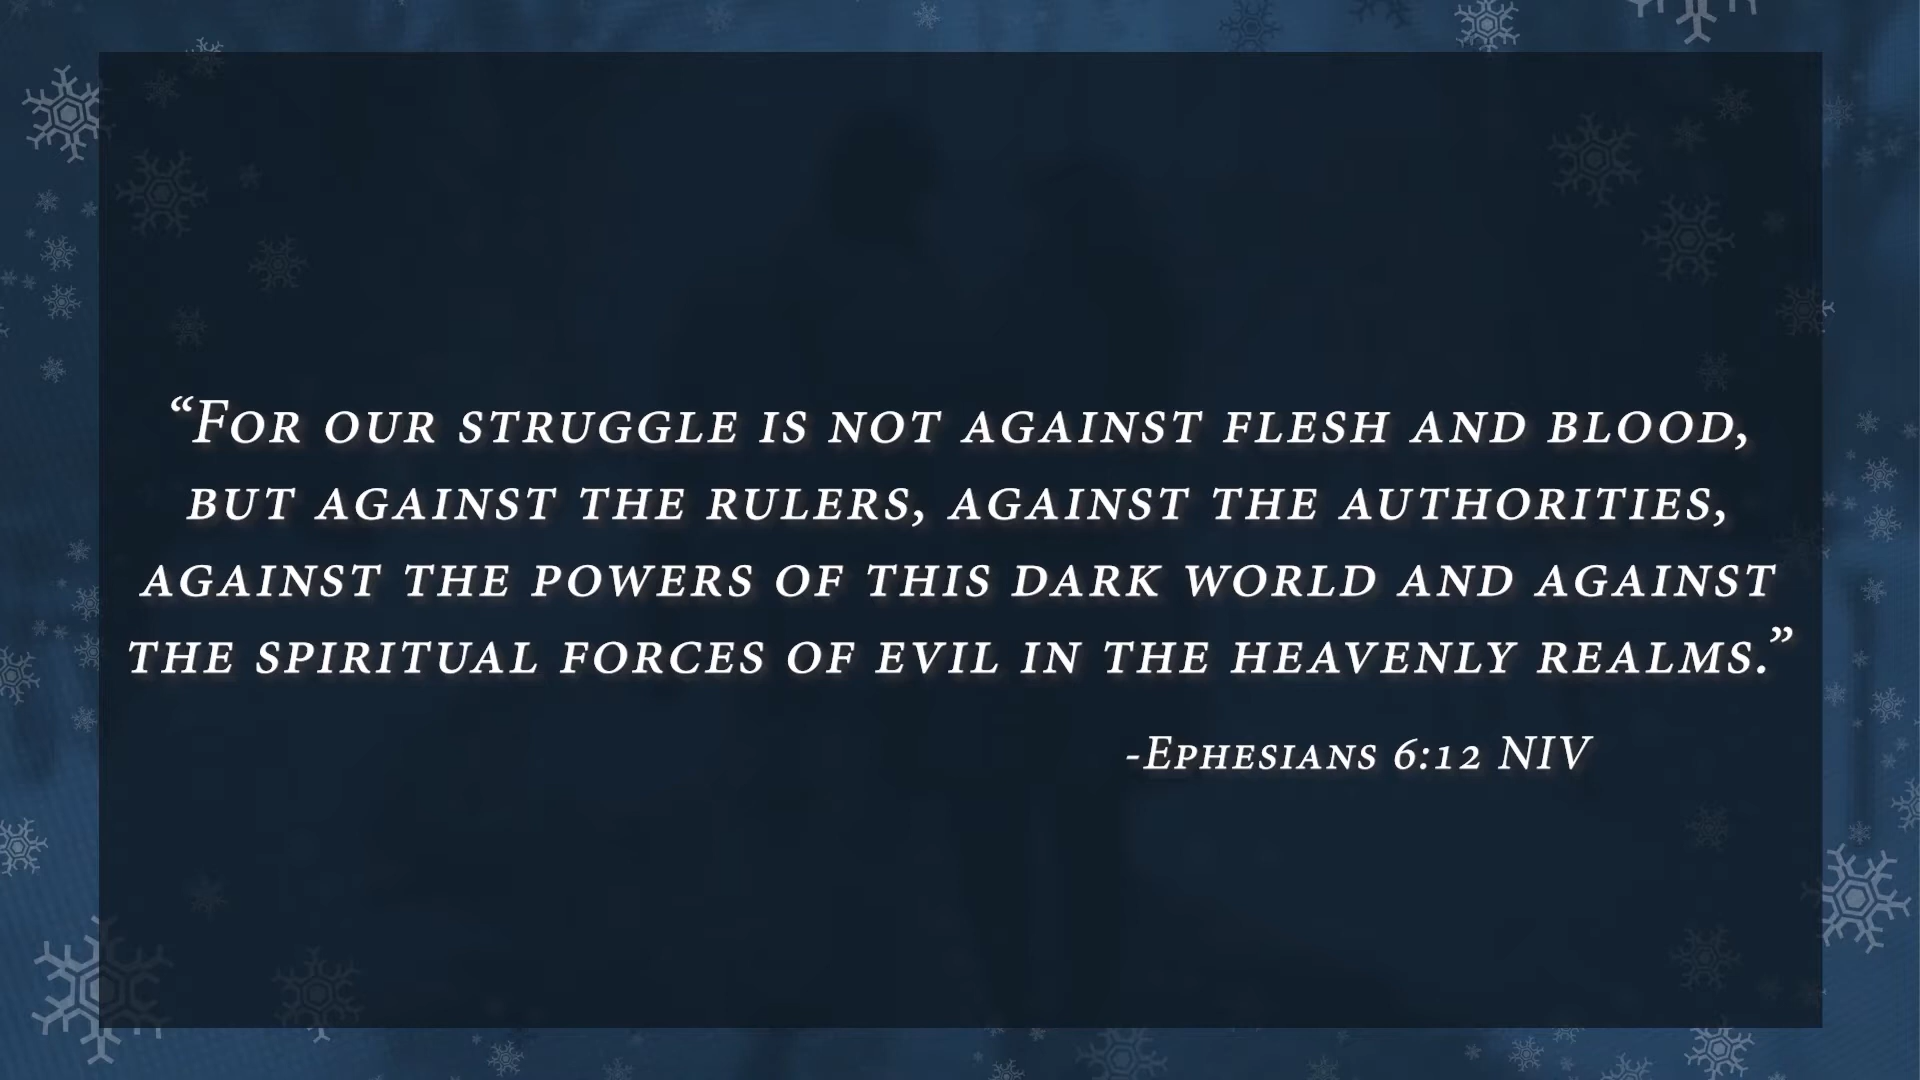 “For our struggle is not against flesh and blood,
but against the rulers, against the authorities,
against the powers of this dark world and against
the spiritual forces of evil in the heavenly realms.”
-Ephesians 6:12 NIV